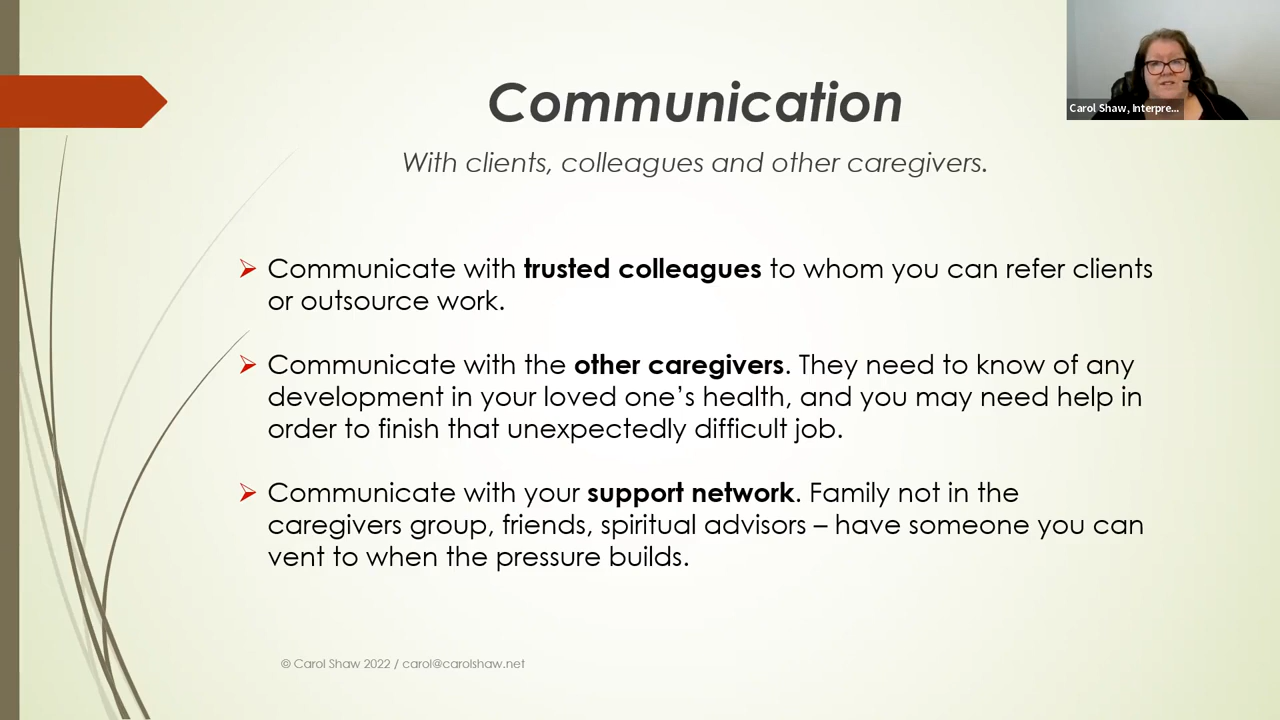 Communication
With clients, colleagues and other caregivers.
Carol Shaw, Interpre...
➢ Communicate with trusted colleagues to whom you can refer clients
or outsource work.
➢ Communicate with the other caregivers. They need to know of any
development in your loved one’s health, and you may need help in
order to finish that unexpectedly difficult job.
➢ Communicate with your support network. Family not in the
caregivers group, friends, spiritual advisors – have someone you can
vent to when the pressure builds.
© Carol Shaw 2022 / carol@carolshaw.net